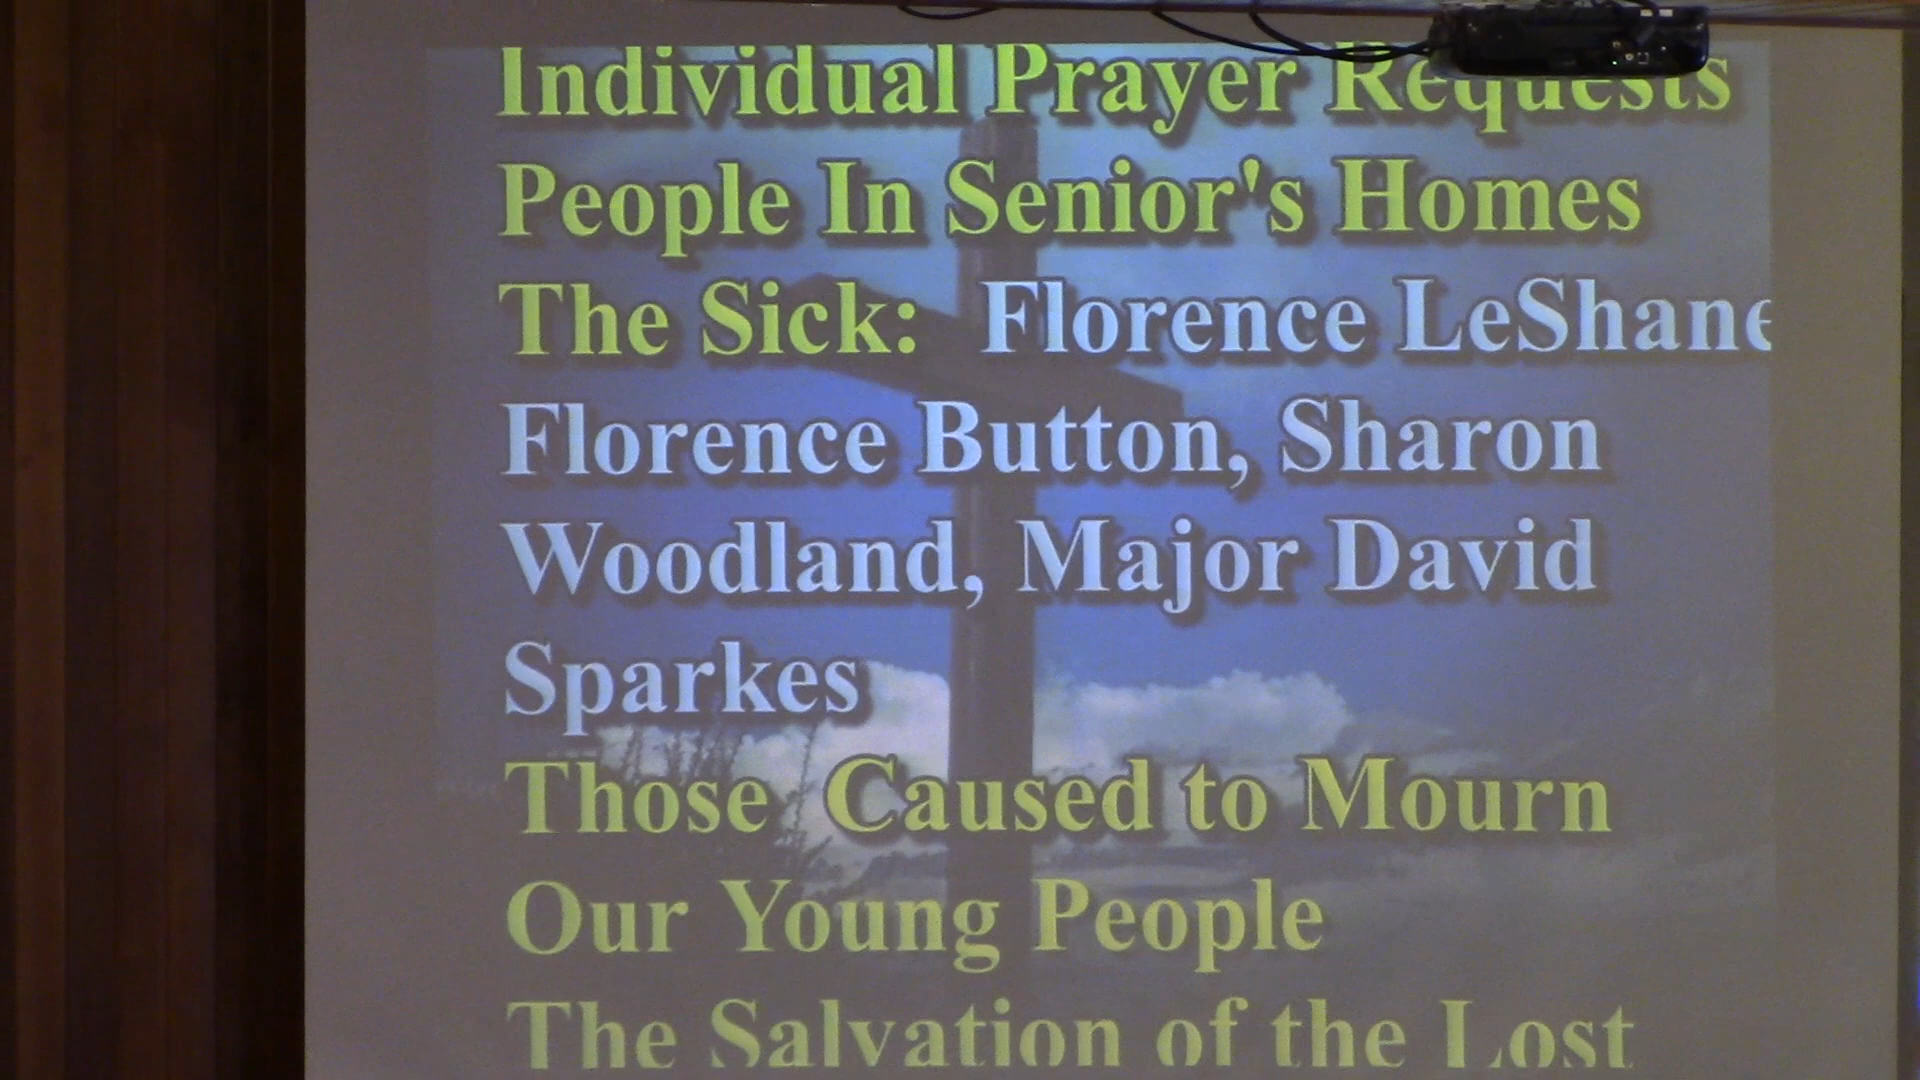 Individual Prayer Requests
People In Senior's Homes
The Sick: Florence LeShane
Florence Button, Sharon
Woodland, Major David
Sparkes
Those Caused to Mourn
Our Young People
The Salvation of the Lost